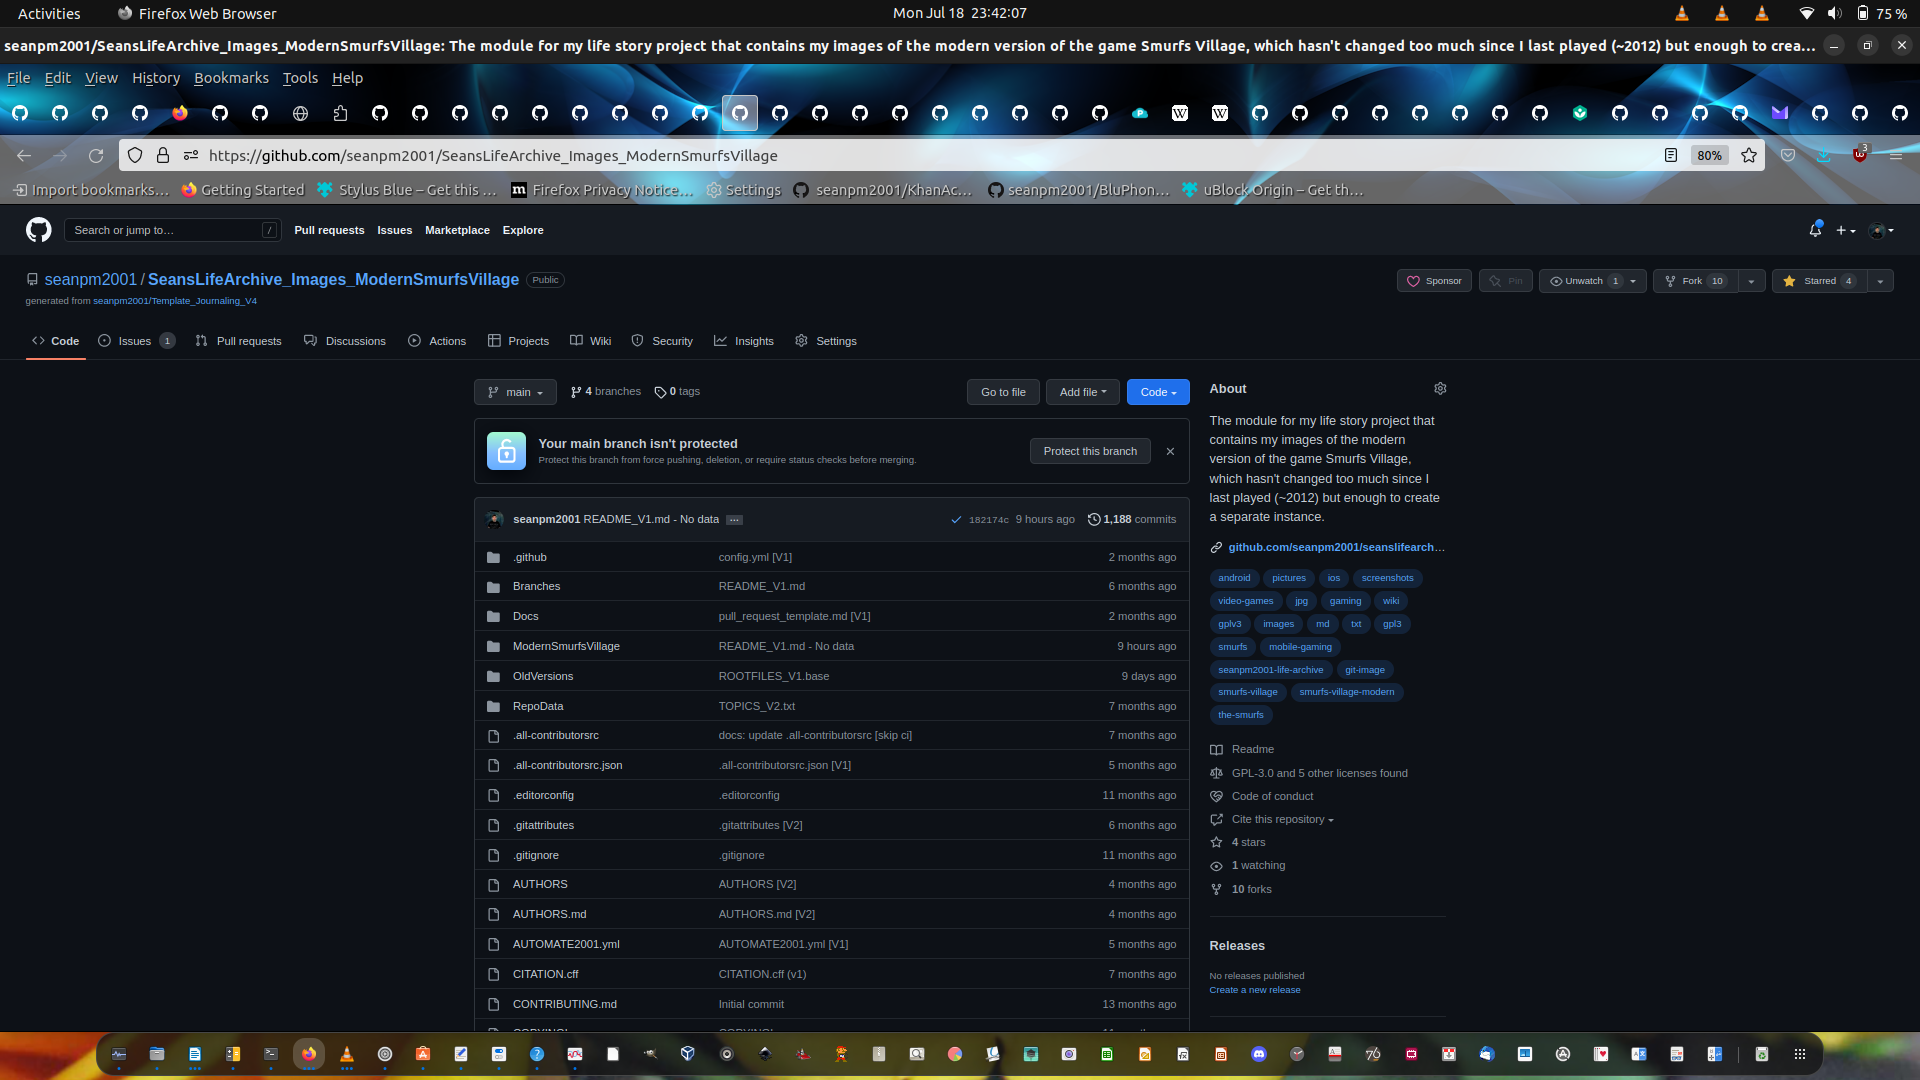 Activities
Firefox Web Browser
Mon Jul 18 23:42:07
75 %
seanpm2001/SeansLifeArchive_Images_ModernSmurfsVillage: The module for my life story project that contains my images of the modern version of the game Smurfs Village, which hasn't changed too much since I last played (~2012) but enough to crea…
File Edit View History Bookmarks Tools Help
https://github.com/seanpm2001/SeansLifeArchive_Images_ModernSmurfsVillage
80%
3
Import bookmarks…
Getting Started
Stylus Blue – Get this …
Firefox Privacy Notice…
Settings
seanpm2001/KhanAc…
seanpm2001/BluPhon…
uBlock Origin – Get th…
Search or jump to…
/
Pull requests
Issues
Marketplace
Explore
seanpm2001 / SeansLifeArchive_Images_ModernSmurfsVillage Public
Sponsor
Pin
Unwatch 1
Fork 10
Starred 4
generated from seanpm2001/Template_Journaling_V4
Code
Issues 1
Pull requests
Discussions
Actions
Projects
Wiki
Security
Insights
Settings
main
4 branches
0 tags
Go to file
Add file
Code
Your main branch isn't protected
Protect this branch from force pushing, deletion, or require status checks before merging.
Protect this branch
seanpm2001 README_V1.md - No data … 182174c 9 hours ago 1,188 commits
.github config.yml [V1] 2 months ago
Branches README_V1.md 6 months ago
Docs pull_request_template.md [V1] 2 months ago
ModernSmurfsVillage README_V1.md - No data 9 hours ago
OldVersions ROOTFILES_V1.base 9 days ago
RepoData TOPICS_V2.txt 7 months ago
.all-contributorsrc docs: update .all-contributorsrc [skip ci] 7 months ago
.all-contributorsrc.json .all-contributorsrc.json [V1] 5 months ago
.editorconfig .editorconfig 11 months ago
.gitattributes .gitattributes [V2] 6 months ago
.gitignore .gitignore 11 months ago
AUTHORS AUTHORS [V2] 4 months ago
AUTHORS.md AUTHORS.md [V2] 4 months ago
AUTOMATE2001.yml AUTOMATE2001.yml [V1] 5 months ago
CITATION.cff CITATION.cff (v1) 7 months ago
CONTRIBUTING.md Initial commit 13 months ago
About
The module for my life story project that
contains my images of the modern
version of the game Smurfs Village,
which hasn't changed too much since I
last played (~2012) but enough to create
a separate instance.
github.com/seanpm2001/seanslifearch…
android pictures ios screenshots
video-games jpg gaming wiki
gplv3 images md txt gpl3
smurfs mobile-gaming
seanpm2001-life-archive git-image
smurfs-village smurfs-village-modern
the-smurfs
Readme
GPL-3.0 and 5 other licenses found
Code of conduct
Cite this repository
4 stars
1 watching
10 forks
Releases
No releases published
Create a new release